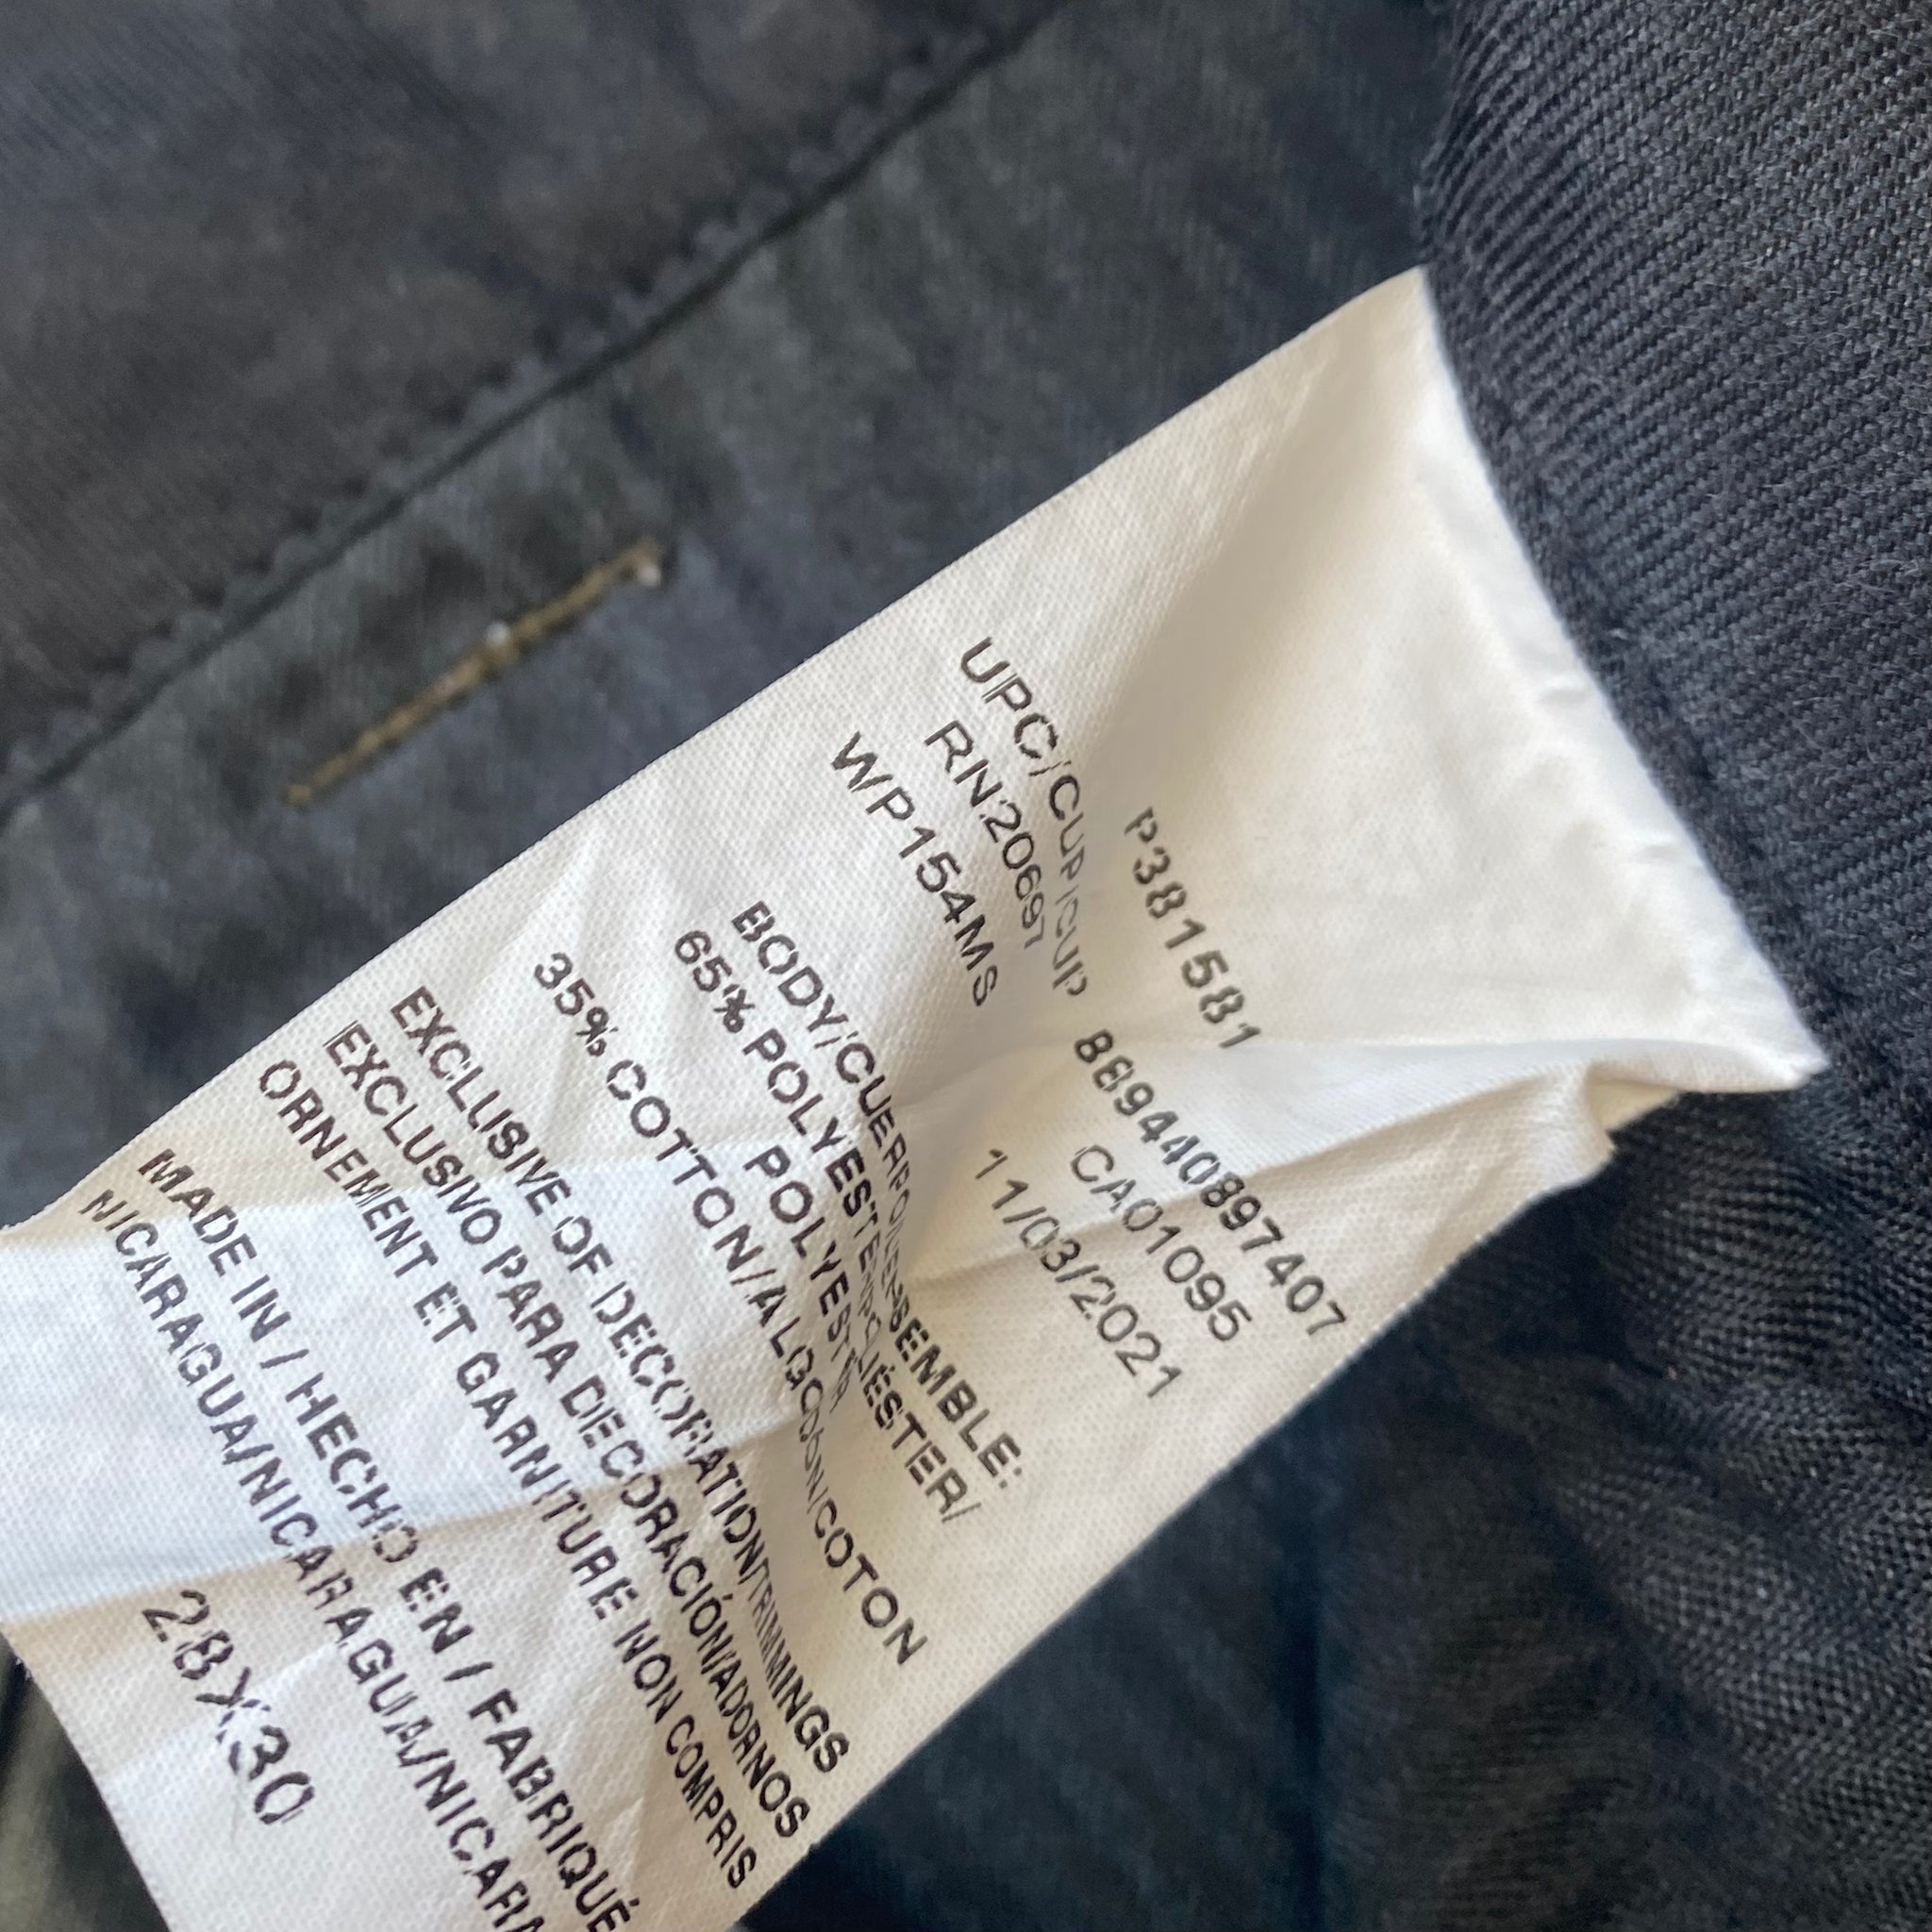 P381581
UPC/CUP/CUP 889440897407
RN20697 CA01095
WP154MS 11/03/2021
BODY/CUERPO/ENSEMBLE:
65% POLYESTER/POLIÉSTER/
POLYESTER
35% COTTON/ALGODÓN/COTON
EXCLUSIVE OF DECORATION/TRIMMINGS
EXCLUSIVO PARA DECORACIÓN/ADORNOS
ORNEMENT ET GARNITURE NON COMPRIS
MADE IN / HECHO EN / FABRIQUÉ
NICARAGUA/NICARAGUA/NICARA
28X30